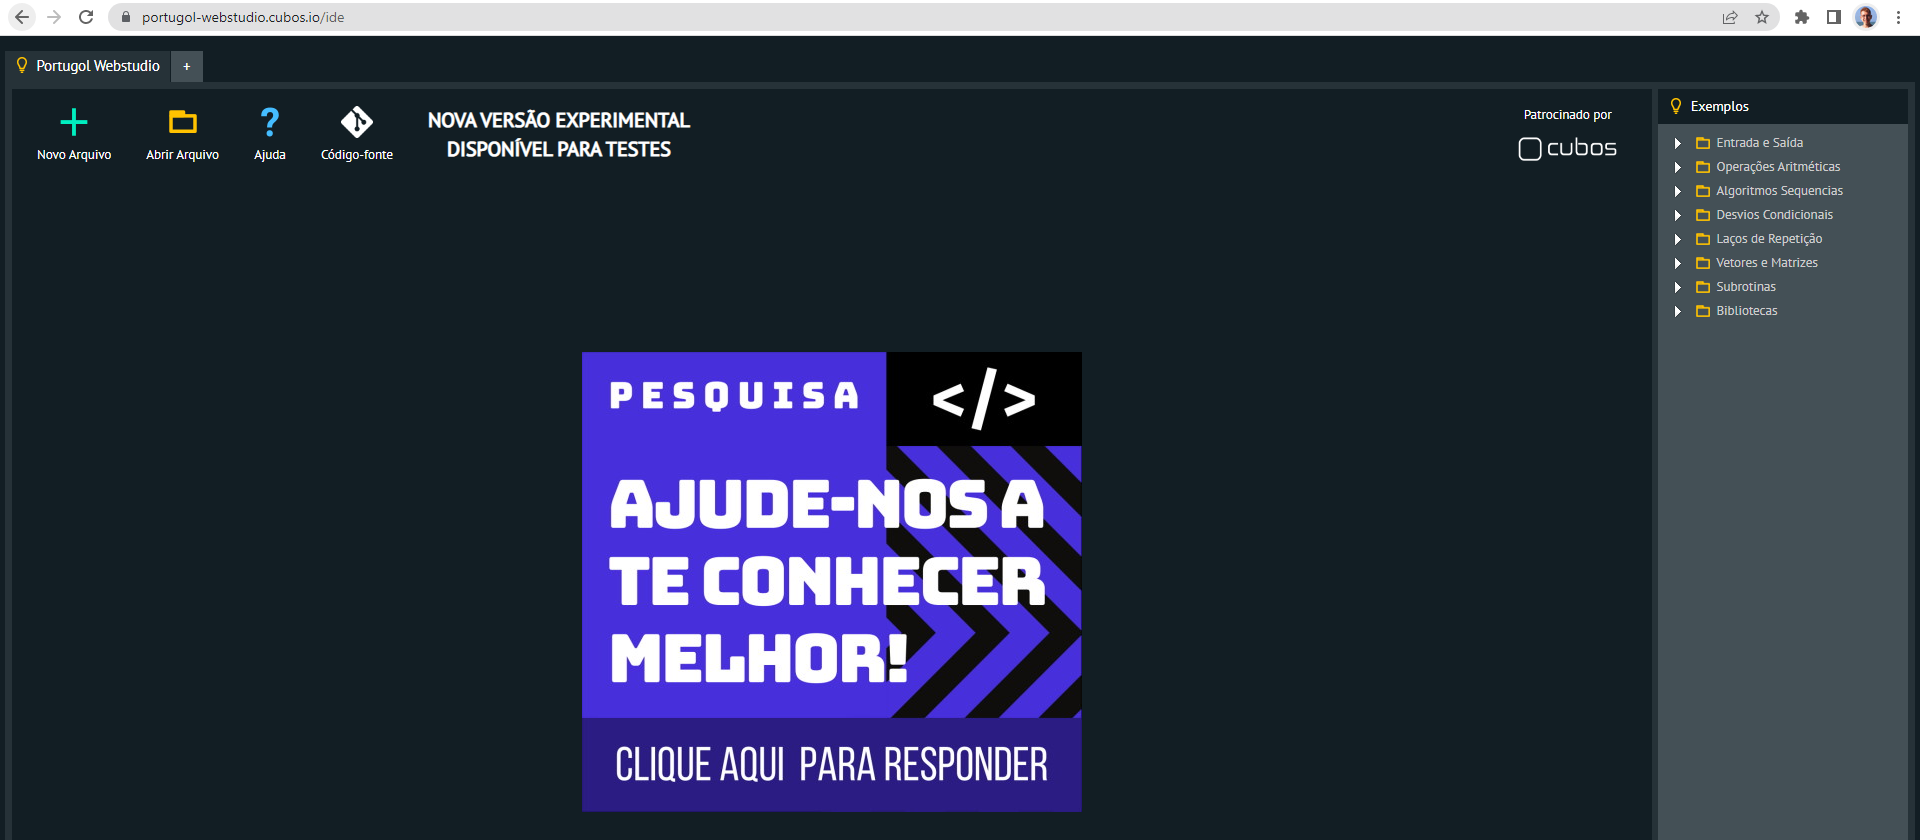 portugol-webstudio.cubos.io/ide
Portugol Webstudio
+
Novo Arquivo
Abrir Arquivo
Ajuda
Código-fonte
NOVA VERSÃO EXPERIMENTAL
DISPONÍVEL PARA TESTES
Patrocinado por
cubos
PESQUISA
</>
AJUDE-NOS A
TE CONHECER
MELHOR!
CLIQUE AQUI PARA RESPONDER
Exemplos
Entrada e Saída
Operações Aritméticas
Algoritmos Sequencias
Desvios Condicionais
Laços de Repetição
Vetores e Matrizes
Subrotinas
Bibliotecas